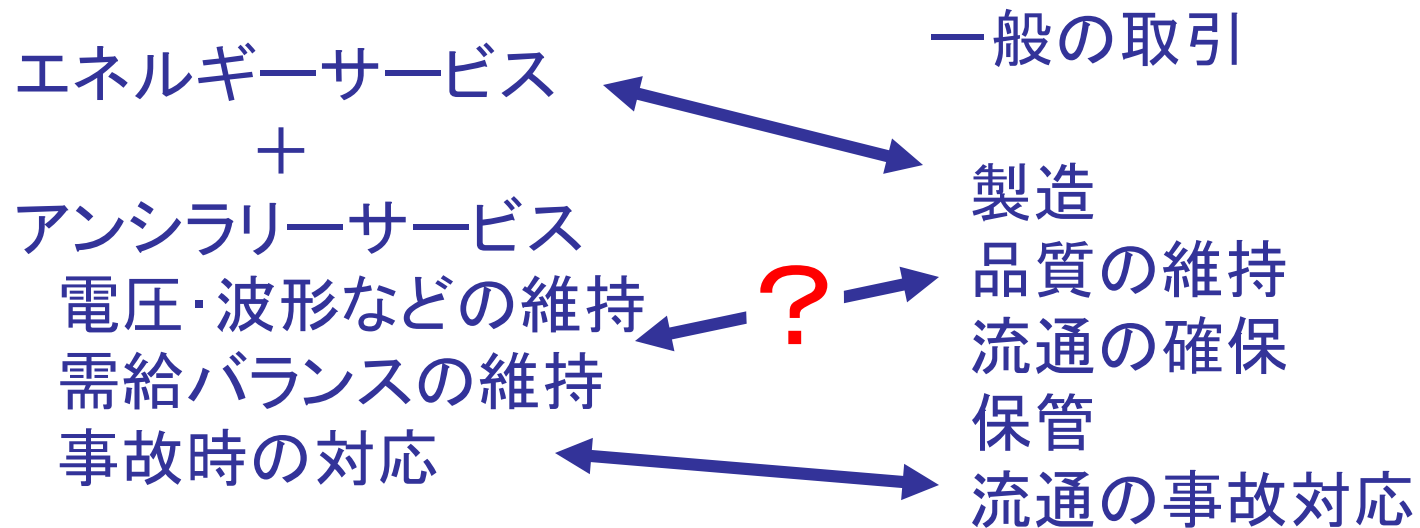 エネルギーサービス
＋
アンシラリーサービス
電圧・波形などの維持
需給バランスの維持
事故時の対応
?
一般の取引
製造
品質の維持
流通の確保
保管
流通の事故対応